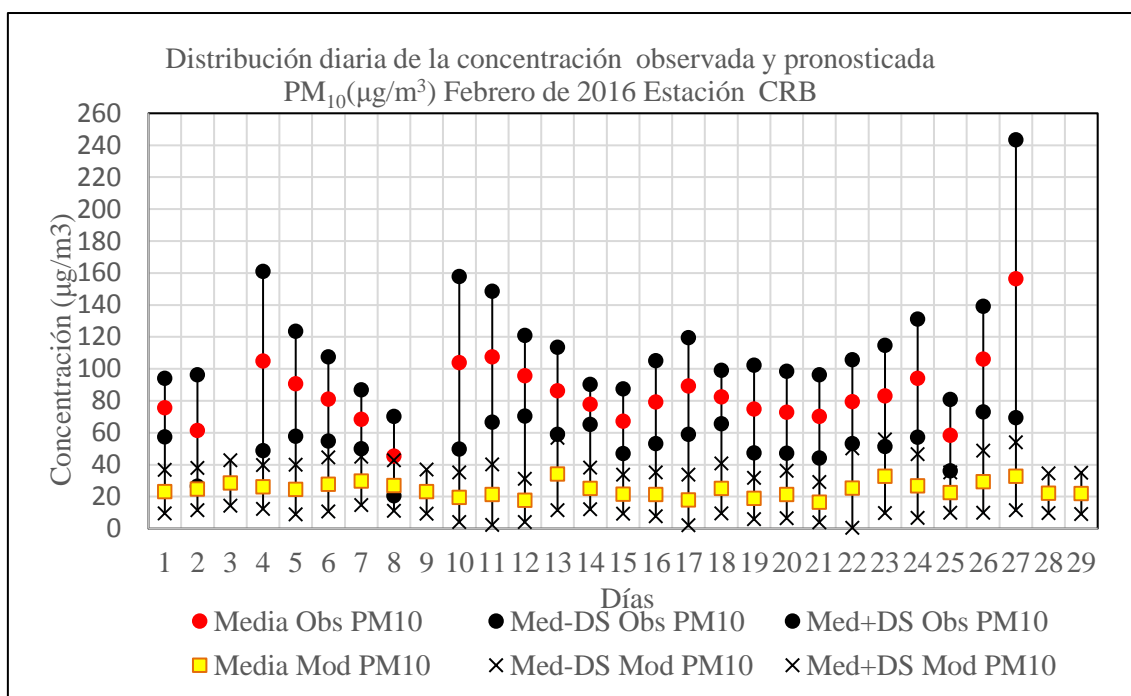 Distribución diaria de la concentración observada y pronosticada
PM₁₀(µg/m³) Febrero de 2016 Estación CRB
Concentración (µg/m3)
260
240
220
200
180
160
140
120
100
80
60
40
20
0
1 2 3 4 5 6 7 8 9 10 11 12 13 14 15 16 17 18 19 20 21 22 23 24 25 26 27 28 29
Días
Media Obs PM10 Med-DS Obs PM10 Med+DS Obs PM10
Media Mod PM10 Med-DS Mod PM10 Med+DS Mod PM10